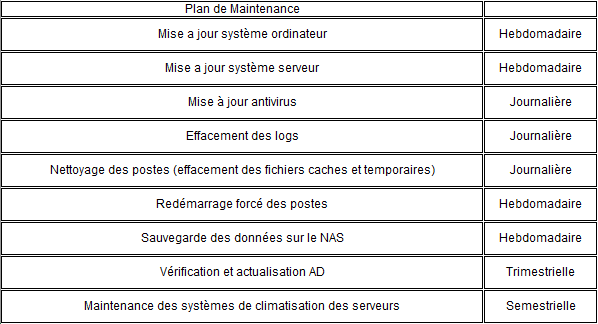 Plan de Maintenance
Mise a jour système ordinateur Hebdomadaire
Mise a jour système serveur Hebdomadaire
Mise à jour antivirus Journalière
Effacement des logs Journalière
Nettoyage des postes (effacement des fichiers caches et temporaires) Journalière
Redémarrage forcé des postes Hebdomadaire
Sauvegarde des données sur le NAS Hebdomadaire
Vérification et actualisation AD Trimestrielle
Maintenance des systèmes de climatisation des serveurs Semestrielle